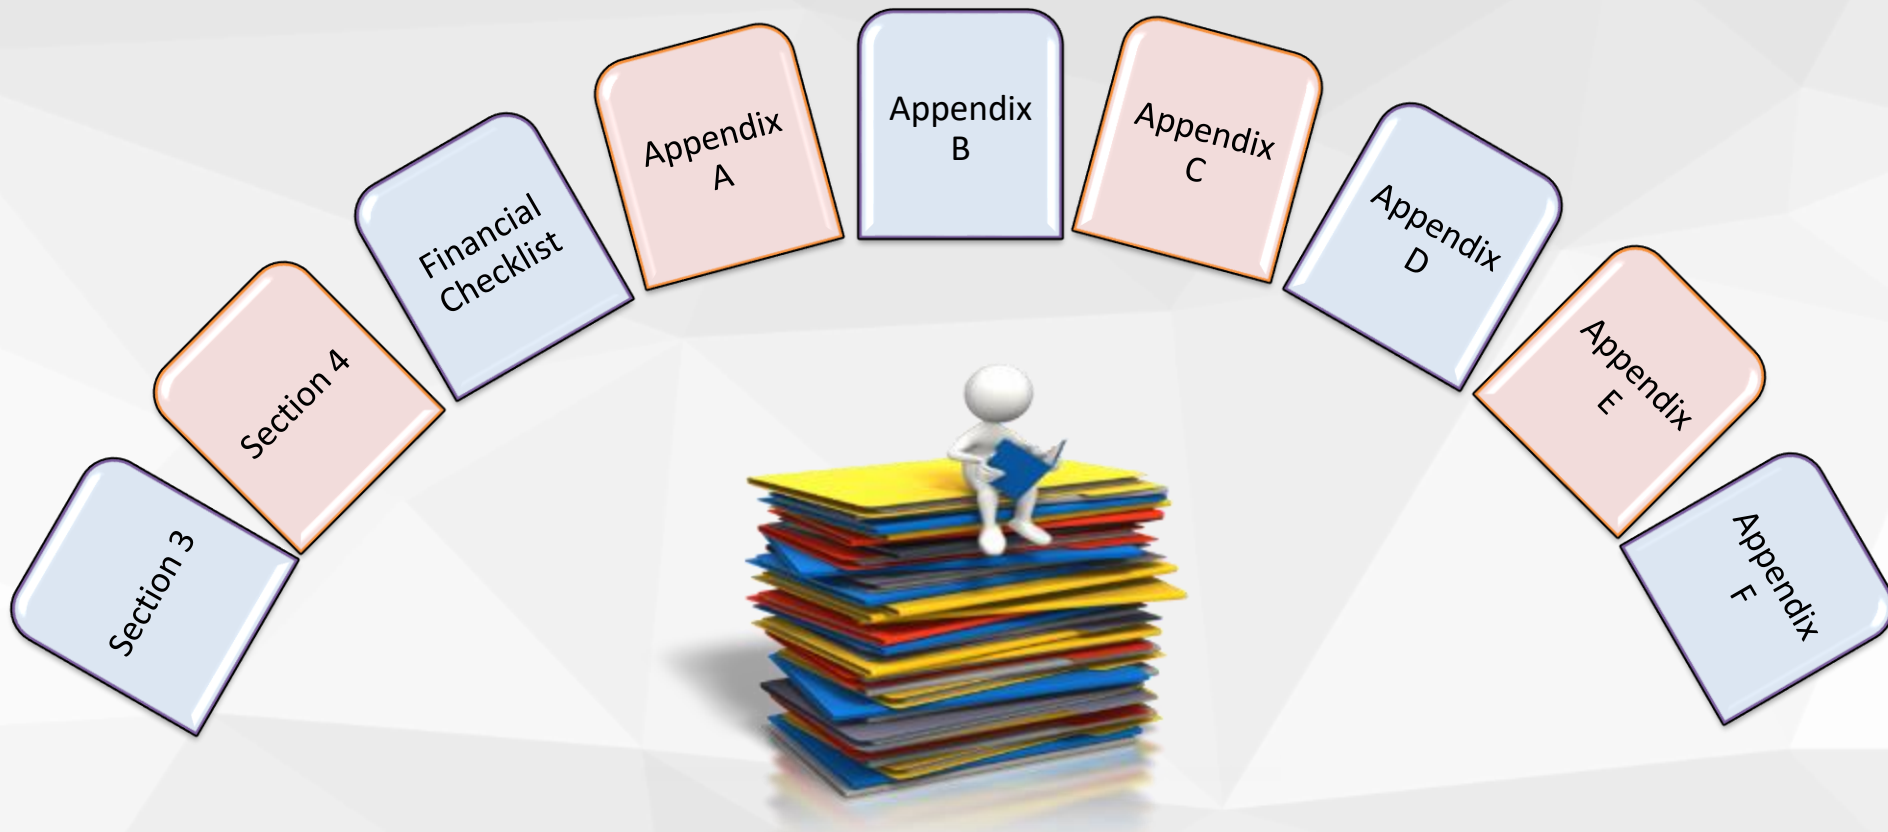 Section 3
Section 4
Financial
Checklist
Appendix
A
Appendix
B
Appendix
C
Appendix
D
Appendix
E
Appendix
F